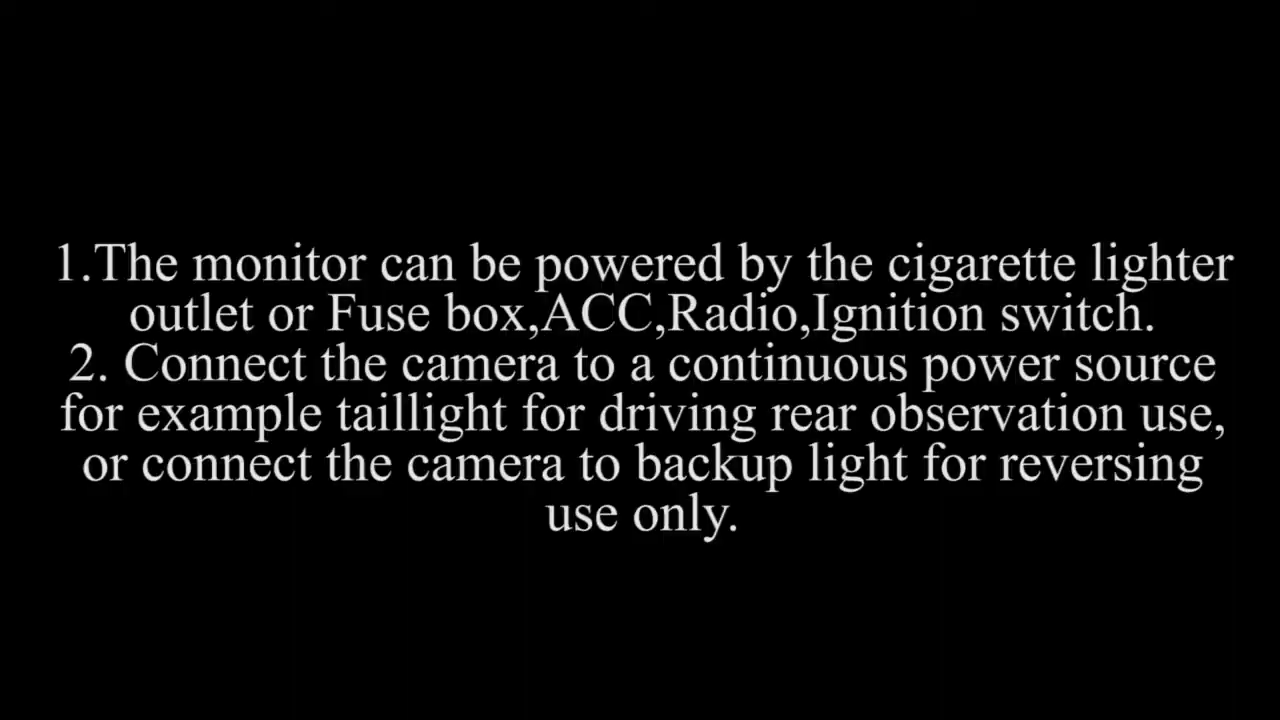 1.The monitor can be powered by the cigarette lighter
outlet or Fuse box,ACC,Radio,Ignition switch.
2. Connect the camera to a continuous power source
for example taillight for driving rear observation use,
or connect the camera to backup light for reversing
use only.